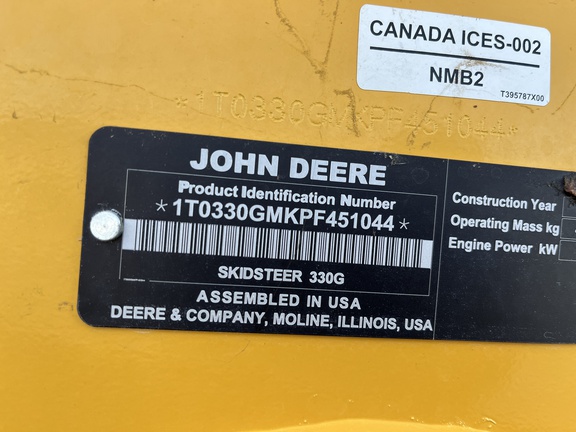 CANADA ICES-002
NMB2
T395787X00
*1T0330GMKPF451044*
JOHN DEERE
Product Identification Number
*1T0330GMKPF451044*
SKIDSTEER 330G
ASSEMBLED IN USA
DEERE & COMPANY, MOLINE, ILLINOIS, USA
Construction Year
Operating Mass kg
Engine Power kW